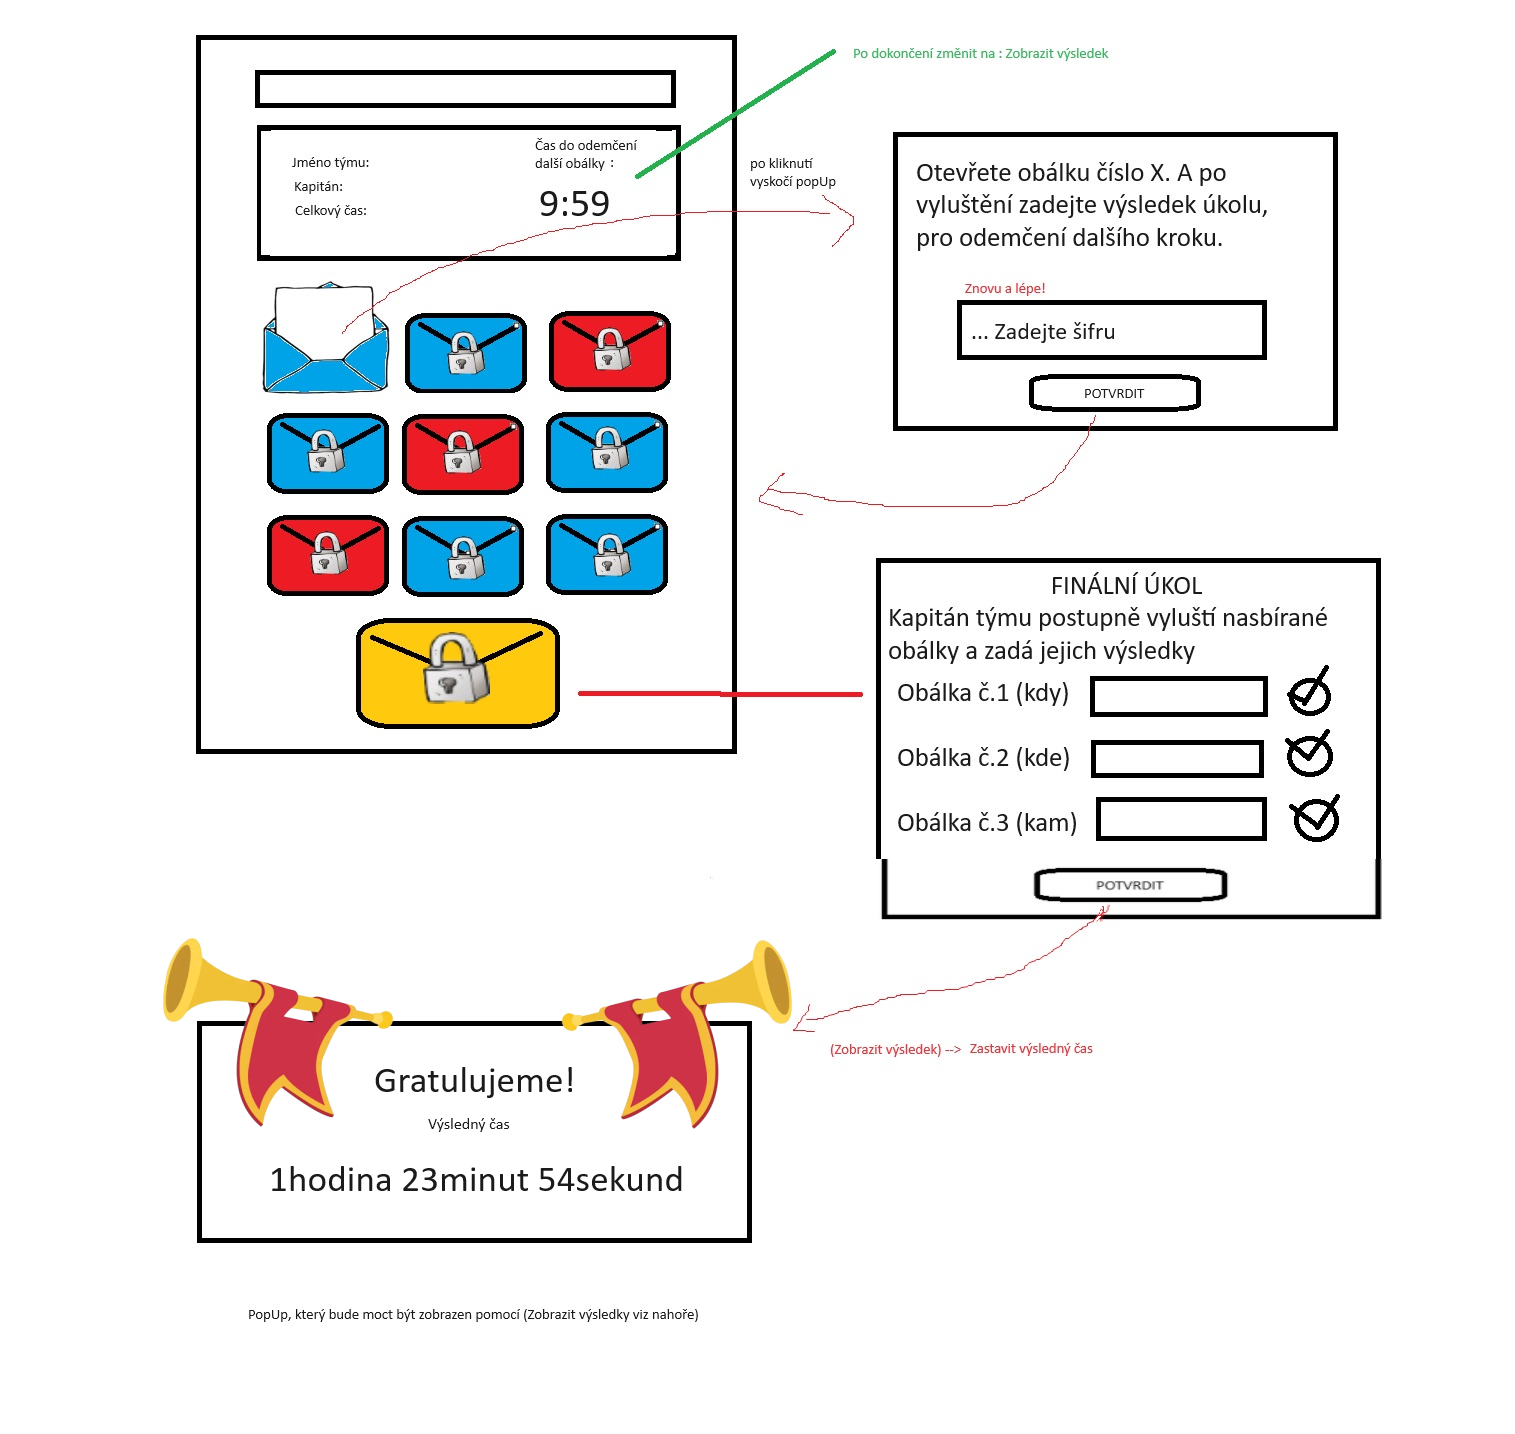 Po dokončení změnit na : Zobrazit výsledek
Čas do odemčení
další obálky :
9:59
Jméno týmu:
Kapitán:
Celkový čas:
po kliknutí
vyskočí popUp
Otevřete obálku číslo X. A po
vyluštění zadejte výsledek úkolu,
pro odemčení dalšího kroku.
Znovu a lépe!
... Zadejte šifru
POTVRDIT
FINÁLNÍ ÚKOL
Kapitán týmu postupně vyluští nasbírané
obálky a zadá jejich výsledky
Obálka č.1 (kdy)
Obálka č.2 (kde)
Obálka č.3 (kam)
POTVRDIT
(Zobrazit výsledek) --> Zastavit výsledný čas
Gratulujeme!
Výsledný čas
1hodina 23minut 54sekund
PopUp, který bude moct být zobrazen pomocí (Zobrazit výsledky viz nahoře)